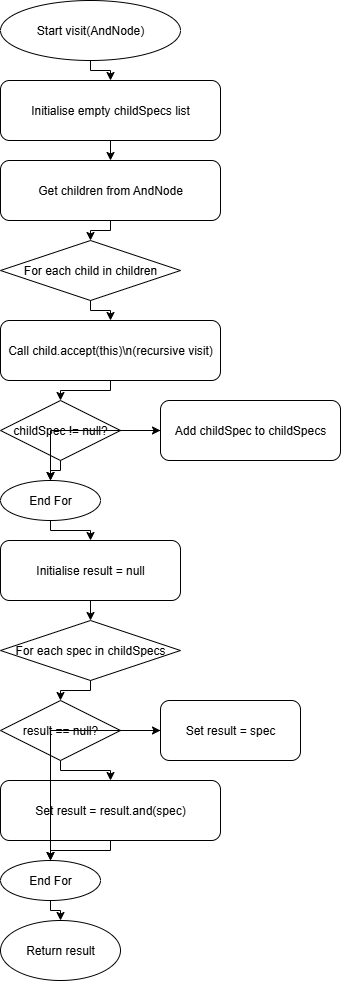 Start visit(AndNode)
Initialise empty childSpecs list
Get children from AndNode
For each child in children
Call child.accept(this)\n(recursive visit)
childSpec != null?
Add childSpec to childSpecs
End For
Initialise result = null
For each spec in childSpecs
result == null?
Set result = spec
Set result = result.and(spec)
End For
Return result